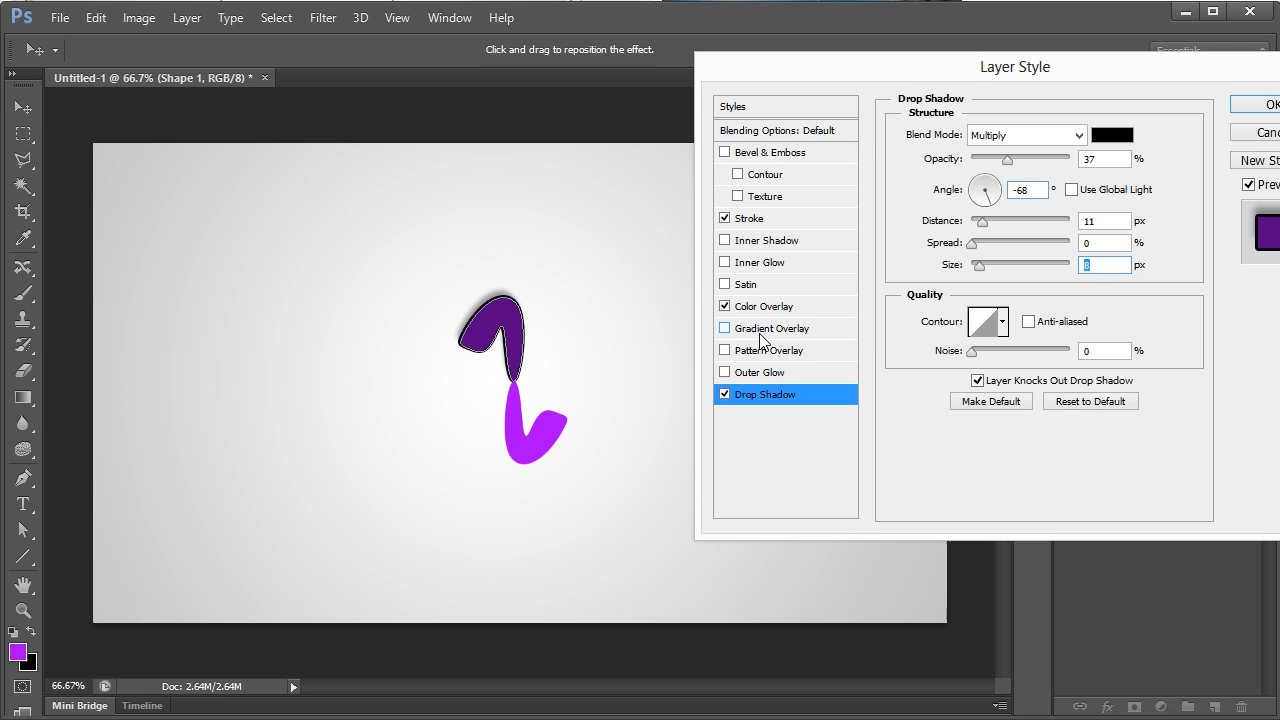 Ps File Edit Image Layer Type Select Filter 3D View Window Help
Click and drag to reposition the effect.
Essentials
Untitled-1 @ 66.7% (Shape 1, RGB/8) * ×
Layer Style
Styles
Blending Options: Default
Bevel & Emboss
Contour
Texture
Stroke
Inner Shadow
Inner Glow
Satin
Color Overlay
Gradient Overlay
Pattern Overlay
Outer Glow
Drop Shadow
Drop Shadow
Structure
Blend Mode: Multiply
Opacity: 37 %
Angle: -68 ° Use Global Light
Distance: 11 px
Spread: 0 %
Size: 8 px
Quality
Contour: Anti-aliased
Noise: 0 %
Layer Knocks Out Drop Shadow
Make Default Reset to Default
OK
Canc
New St
Prev
66.67% Doc: 2.64M/2.64M
Mini Bridge Timeline
fx